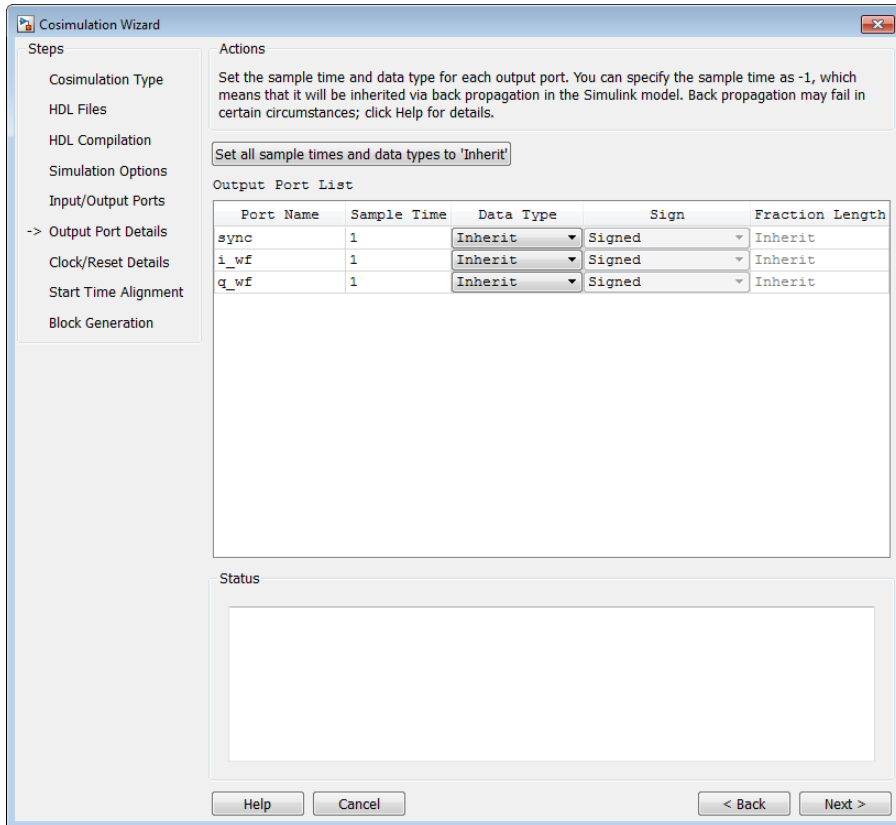 Cosimulation Wizard
Steps
Cosimulation Type
HDL Files
HDL Compilation
Simulation Options
Input/Output Ports
-> Output Port Details
Clock/Reset Details
Start Time Alignment
Block Generation
Actions
Set the sample time and data type for each output port. You can specify the sample time as -1, which
means that it will be inherited via back propagation in the Simulink model. Back propagation may fail in
certain circumstances; click Help for details.
Set all sample times and data types to 'Inherit'
Output Port List
Port Name Sample Time Data Type Sign Fraction Length
sync 1 Inherit Signed Inherit
i_wf 1 Inherit Signed Inherit
q_wf 1 Inherit Signed Inherit
Status
Help Cancel < Back Next >